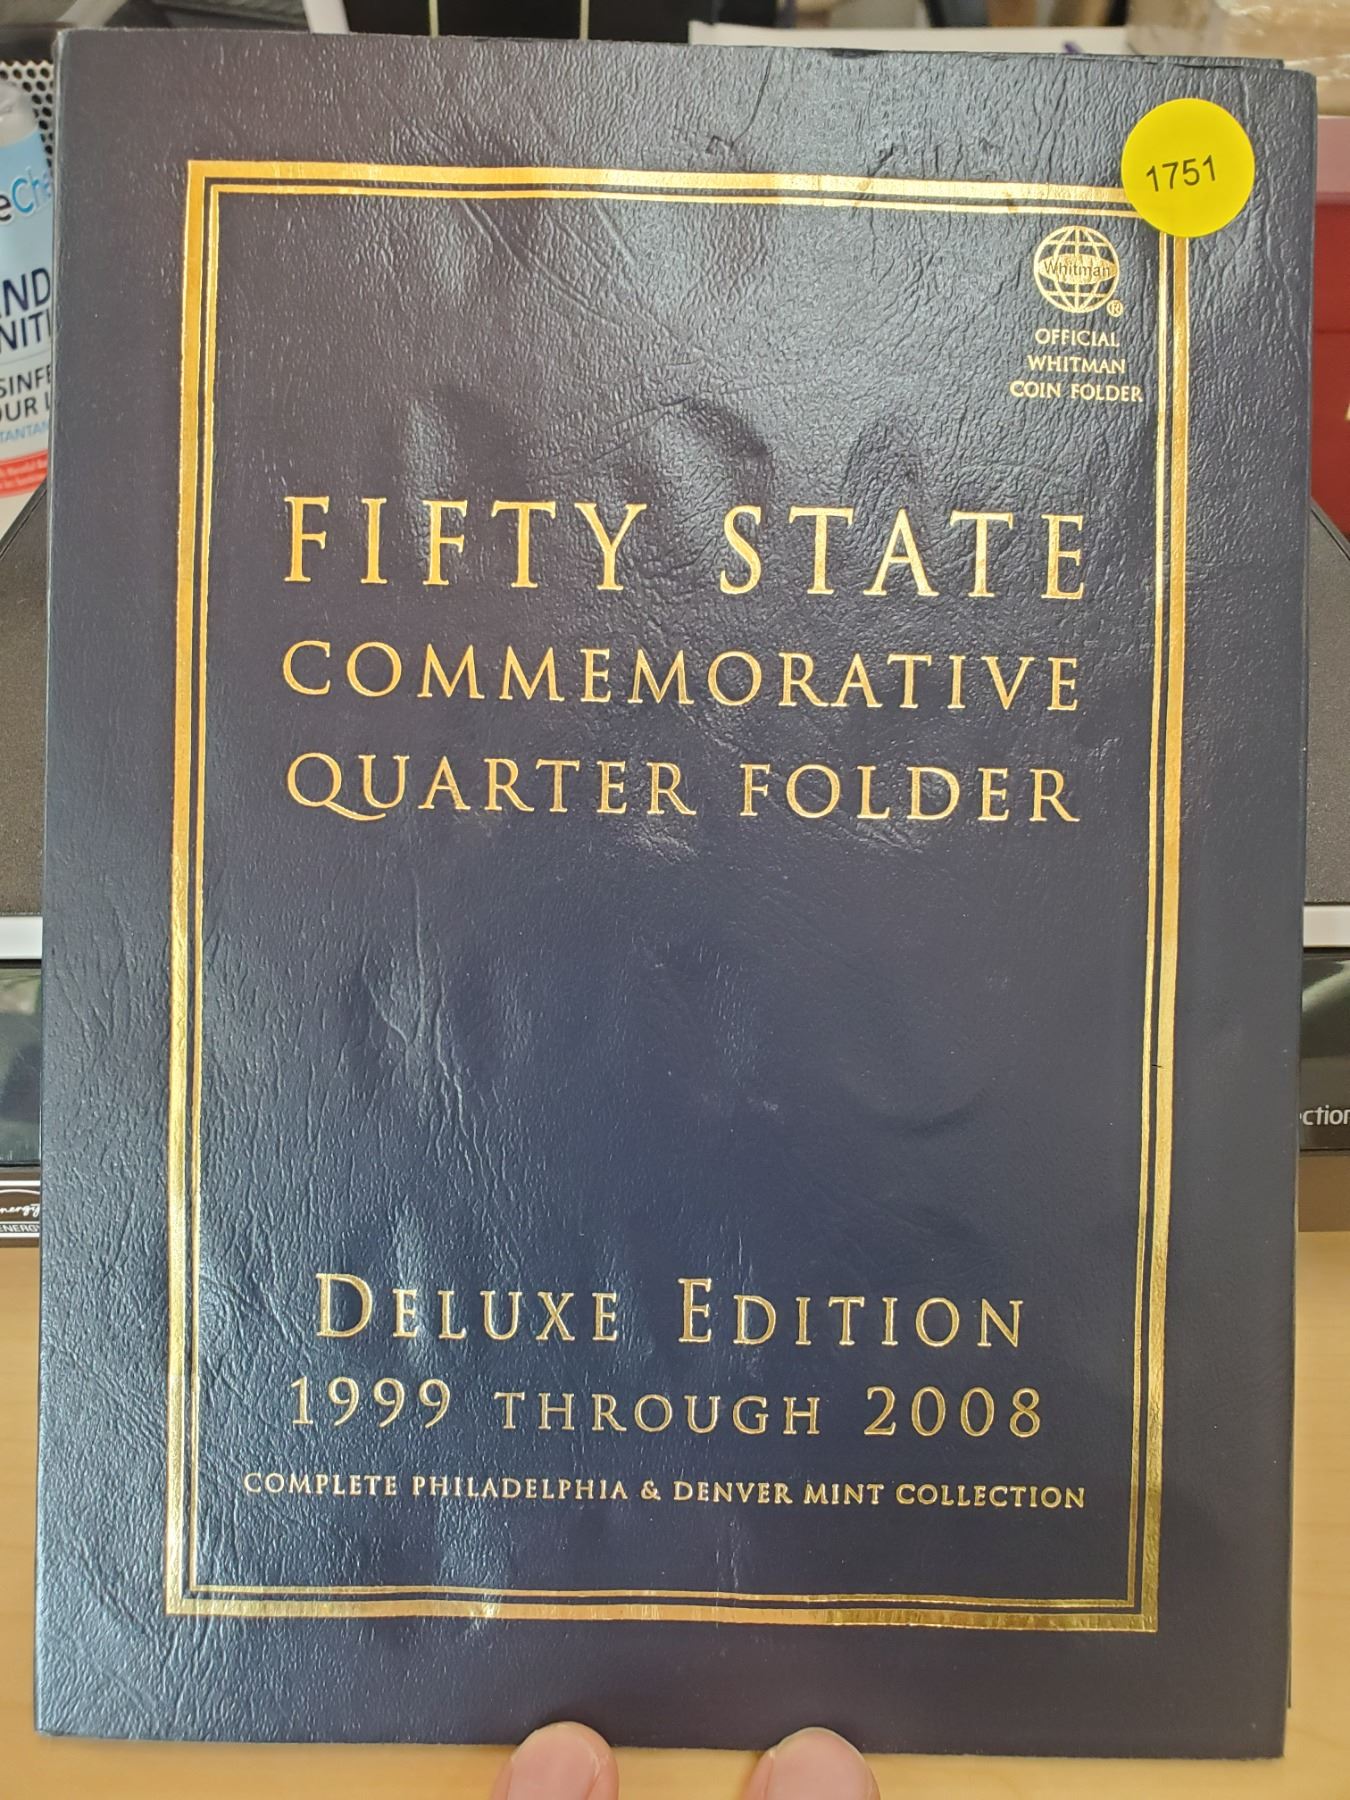 1751
Whitman
®
OFFICIAL
WHITMAN
COIN FOLDER
FIFTY STATE
COMMEMORATIVE
QUARTER FOLDER
DELUXE EDITION
1999 THROUGH 2008
COMPLETE PHILADELPHIA & DENVER MINT COLLECTION